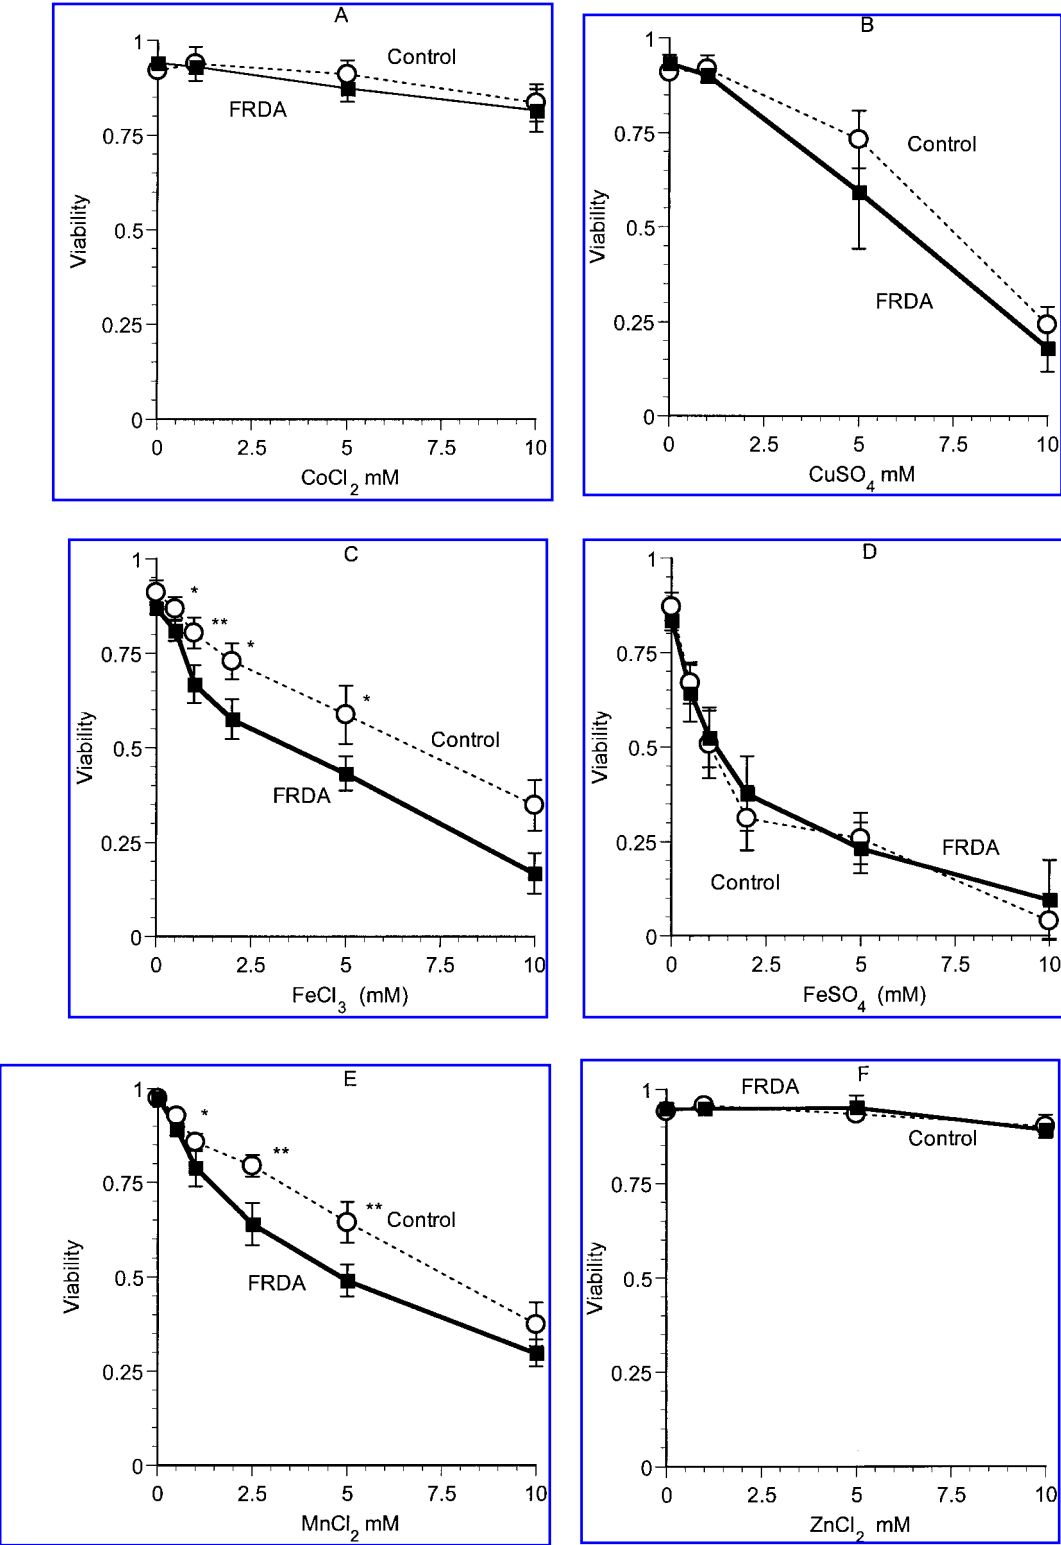 A
1
0.75
0.5
0.25
0
Viability
Control
FRDA
0 2.5 5 7.5 10
CoCl2 mM
B
1
0.75
0.5
0.25
0
Viability
Control
FRDA
0 2.5 5 7.5 10
CuSO4 mM
C
1
0.75
0.5
0.25
0
Viability
*
**
*
*
Control
FRDA
0 2.5 5 7.5 10
FeCl3 (mM)
D
1
0.75
0.5
0.25
0
Viability
FRDA
Control
0 2.5 5 7.5 10
FeSO4 (mM)
E
1
0.75
0.5
0.25
0
Viability
*
**
** Control
FRDA
0 2.5 5 7.5 10
MnCl2 mM
F
1
0.75
0.5
0.25
0
Viability
FRDA
Control
0 2.5 5 7.5 10
ZnCl2 mM